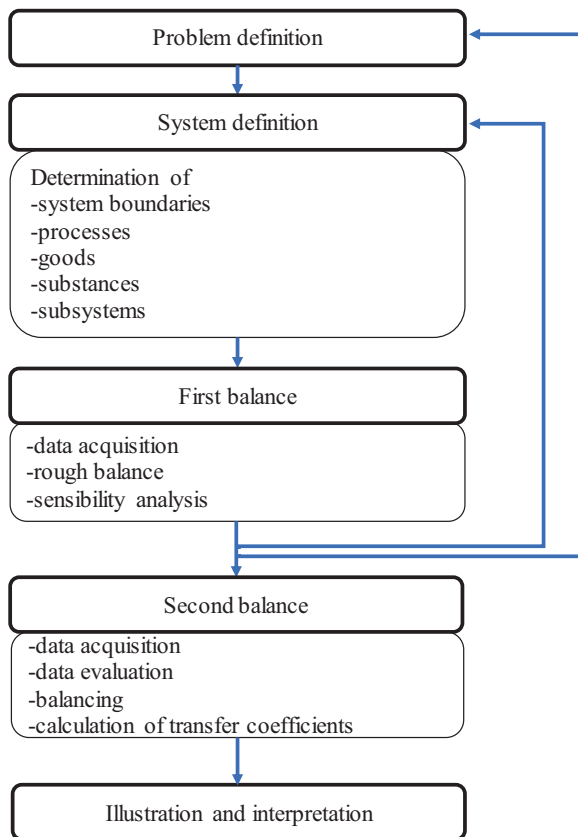 Problem definition
System definition
Determination of
-system boundaries
-processes
-goods
-substances
-subsystems
First balance
-data acquisition
-rough balance
-sensibility analysis
Second balance
-data acquisition
-data evaluation
-balancing
-calculation of transfer coefficients
Illustration and interpretation